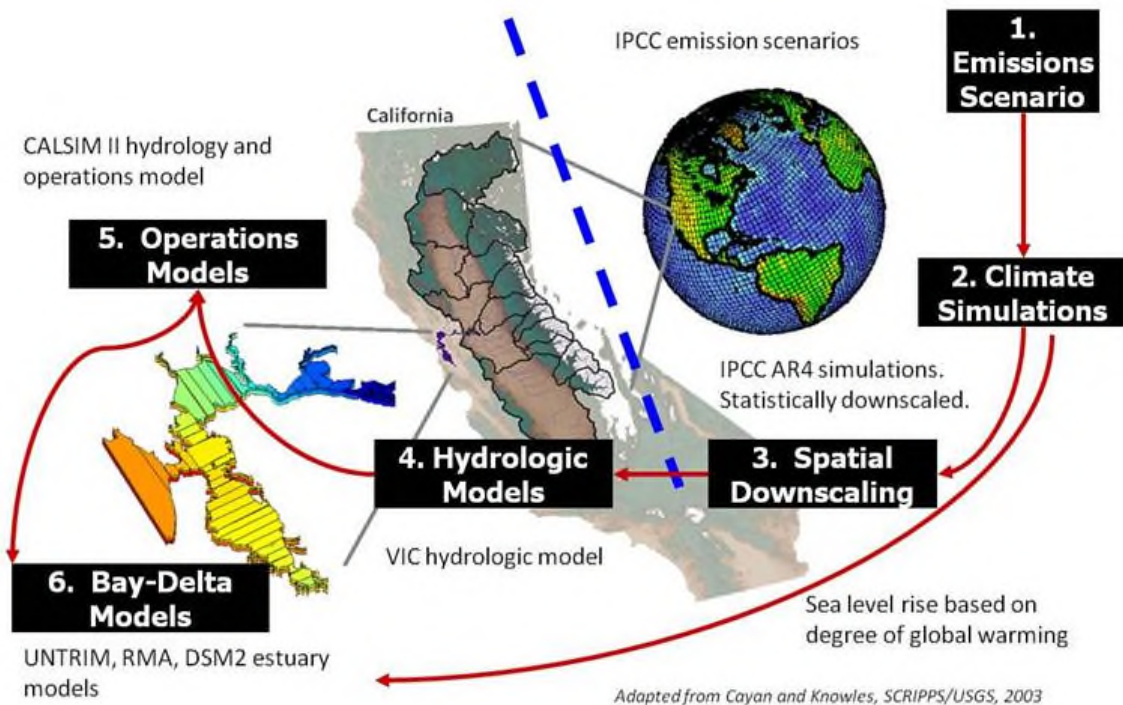 IPCC emission scenarios
1.
Emissions
Scenario
California
CALSIM II hydrology and
operations model
5. Operations
Models
2. Climate
Simulations
IPCC AR4 simulations.
Statistically downscaled.
4. Hydrologic
Models
3. Spatial
Downscaling
VIC hydrologic model
6. Bay-Delta
Models
Sea level rise based on
degree of global warming
UNTRIM, RMA, DSM2 estuary
models
Adapted from Cayan and Knowles, SCRIPPS/USGS, 2003